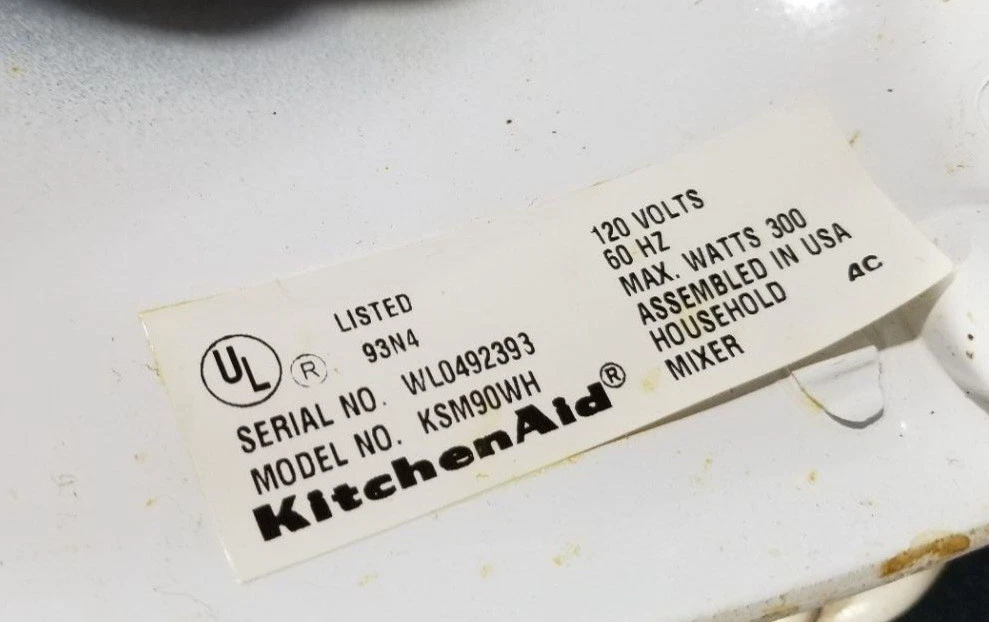 UL ® LISTED
93N4
SERIAL NO. WL0492393
MODEL NO. KSM90WH
KitchenAid®
120 VOLTS
60 HZ
MAX. WATTS 300
ASSEMBLED IN USA
HOUSEHOLD AC
MIXER